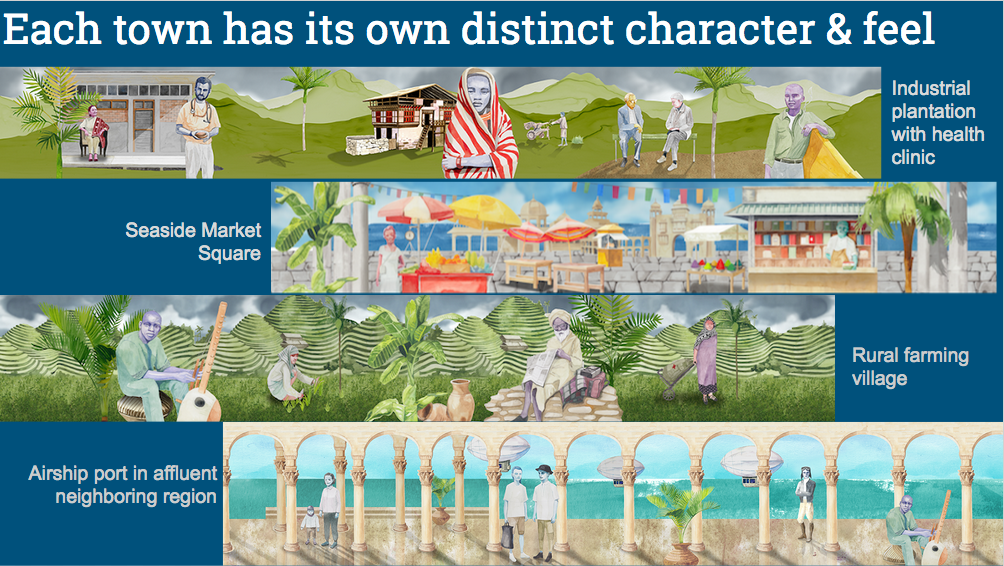 Each town has its own distinct character & feel
Industrial
plantation
with health
clinic
Seaside Market
Square
Rural farming
village
Airship port in affluent
neighboring region